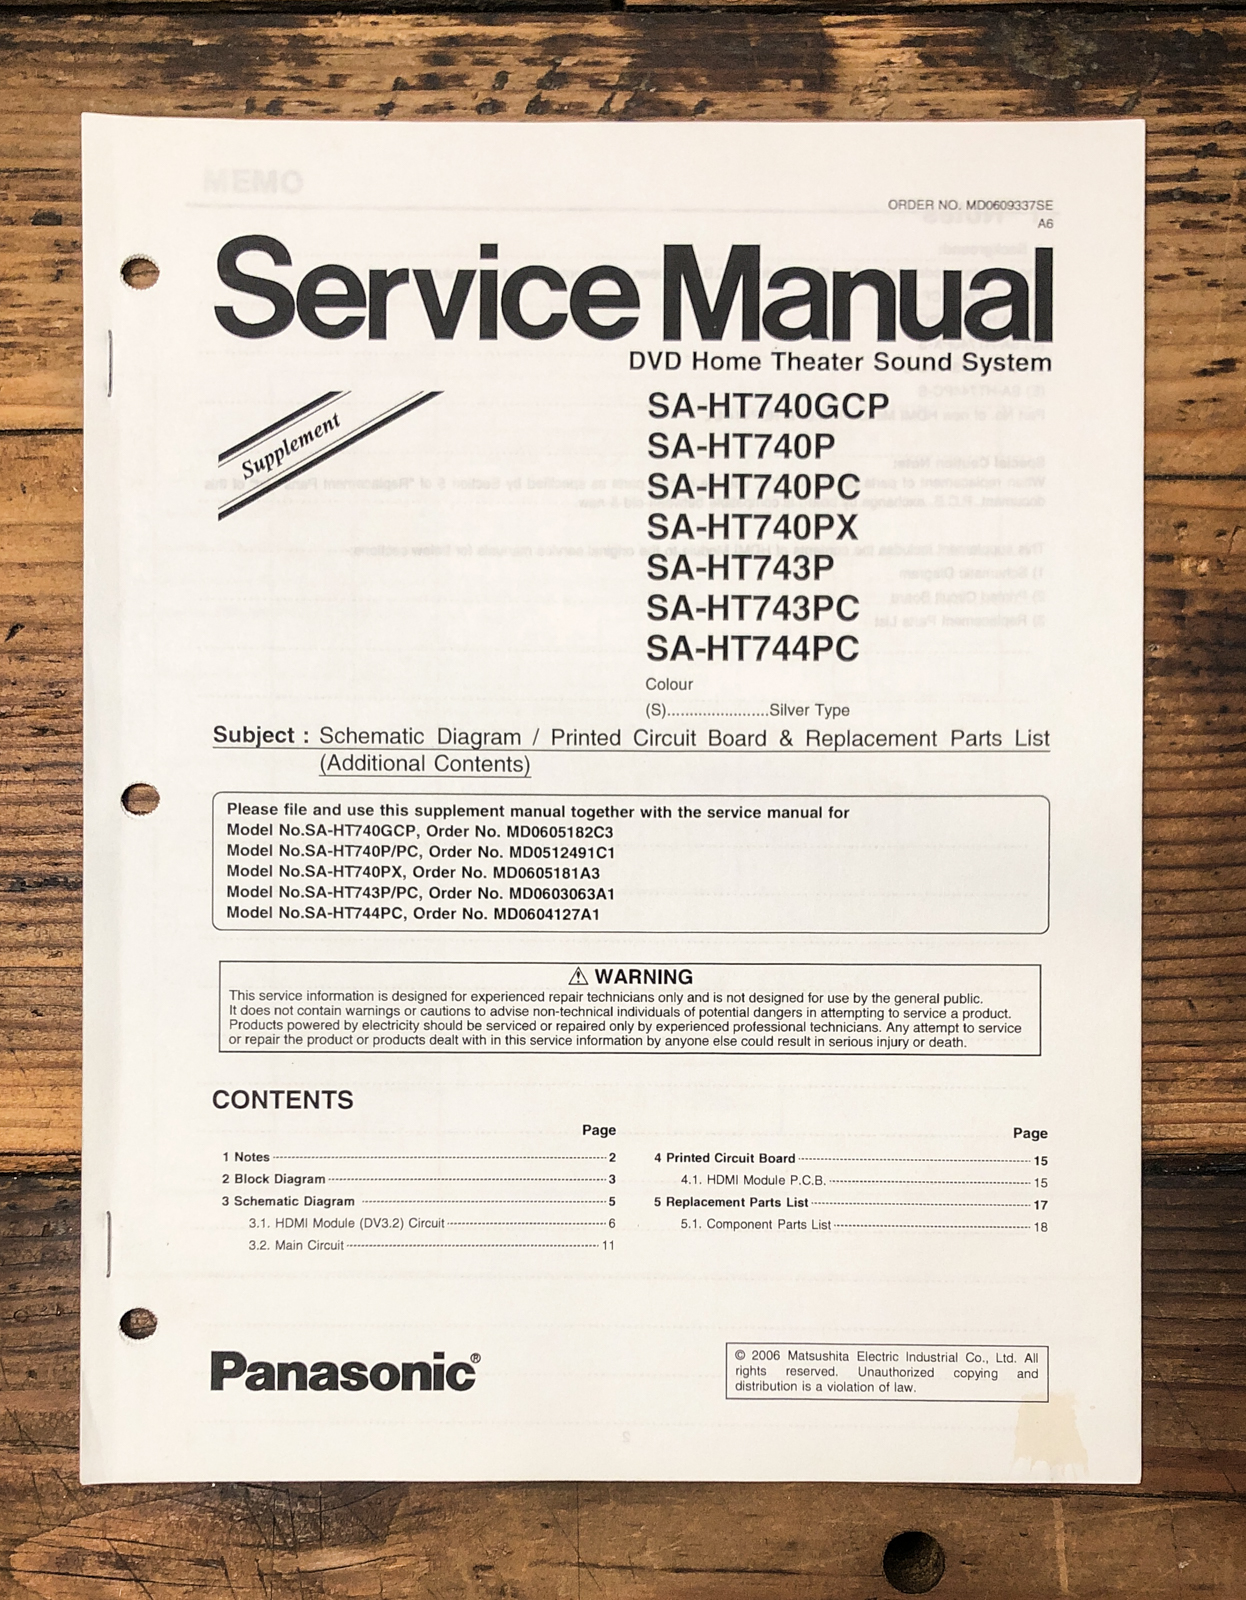 ORDER NO. MD0609337SE
A6
Service Manual
DVD Home Theater Sound System
Supplement
SA-HT740GCP
SA-HT740P
SA-HT740PC
SA-HT740PX
SA-HT743P
SA-HT743PC
SA-HT744PC
Colour
(S).......................Silver Type
Subject : Schematic Diagram / Printed Circuit Board & Replacement Parts List
(Additional Contents)
Please file and use this supplement manual together with the service manual for
Model No.SA-HT740GCP, Order No. MD0605182C3
Model No.SA-HT740P/PC, Order No. MD0512491C1
Model No.SA-HT740PX, Order No. MD0605181A3
Model No.SA-HT743P/PC, Order No. MD0603063A1
Model No.SA-HT744PC, Order No. MD0604127A1
⚠ WARNING
This service information is designed for experienced repair technicians only and is not designed for use by the general public.
It does not contain warnings or cautions to advise non-technical individuals of potential dangers in attempting to service a product.
Products powered by electricity should be serviced or repaired only by experienced professional technicians. Any attempt to service
or repair the product or products dealt with in this service information by anyone else could result in serious injury or death.
CONTENTS
Page
1 Notes 2
2 Block Diagram 3
3 Schematic Diagram 5
3.1. HDMI Module (DV3.2) Circuit 6
3.2. Main Circuit 11
Page
4 Printed Circuit Board 15
4.1. HDMI Module P.C.B. 15
5 Replacement Parts List 17
5.1. Component Parts List 18
Panasonic®
© 2006 Matsushita Electric Industrial Co., Ltd. All
rights reserved. Unauthorized copying and
distribution is a violation of law.